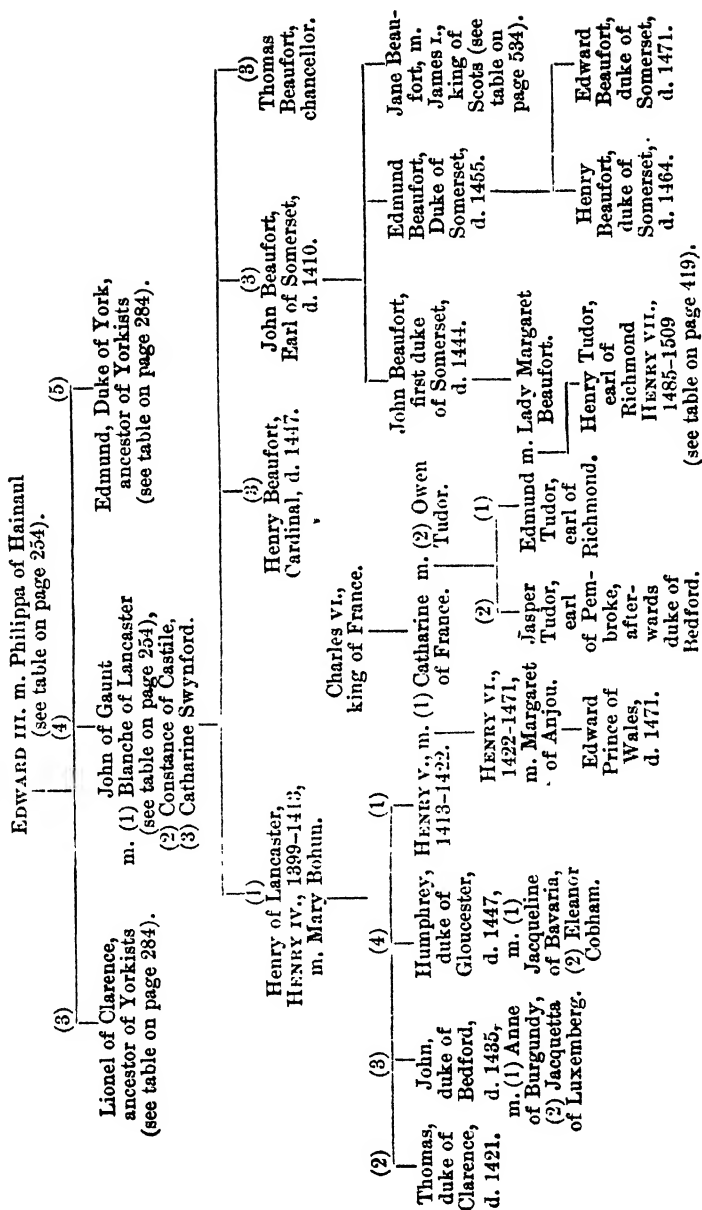 EDWARD III. m. Philippa of Hainaul
(see table on page 254).
(3)
Lionel of Clarence,
ancestor of Yorkists
(see table on page 284).
(4)
John of Gaunt
m. (1) Blanche of Lancaster
(see table on page 254),
(2) Constance of Castile,
(3) Catharine Swynford.
(5)
Edmund, Duke of York,
ancestor of Yorkists
(see table on page 284).
(1)
Henry of Lancaster,
HENRY IV., 1399-1413,
m. Mary Bohun.
(3)
Henry Beaufort,
Cardinal, d. 1447.
(3)
John Beaufort,
Earl of Somerset,
d. 1410.
(3)
Thomas
Beaufort,
chancellor.
Charles VI.,
king of France.
(2)
Thomas,
duke of
Clarence,
d. 1421.
(3)
John,
duke of
Bedford,
d. 1435,
m. (1) Anne
of Burgundy,
(2) Jacquetta
of Luxemberg.
(4)
Humphrey,
duke of
Gloucester,
d. 1447,
m. (1)
Jacqueline
of Bavaria,
(2) Eleanor
Cobham.
(1)
HENRY V., m. (1) Catharine m. (2) Owen
1413-1422. of France. Tudor.
HENRY VI.,
1422-1471,
m. Margaret
of Anjou.
Edward
Prince of
Wales,
d. 1471.
(2)
Jasper
Tudor,
earl
of Pem-
broke,
after-
wards
duke of
Bedford.
(1)
Edmund m. Lady Margaret
Tudor, Beaufort.
earl of
Richmond.
John Beaufort,
first duke
of Somerset,
d. 1444.
Edmund
Beaufort,
Duke of
Somerset,
d. 1455.
Jane Beau-
fort, m.
James I.,
king of
Scots (see
table on
page 534).
Henry Tudor,
earl of
Richmond
HENRY VII.,
1485-1509
(see table on page 419).
Henry
Beaufort,
duke of
Somerset,
d. 1464.
Edward
Beaufort,
duke of
Somerset,
d. 1471.